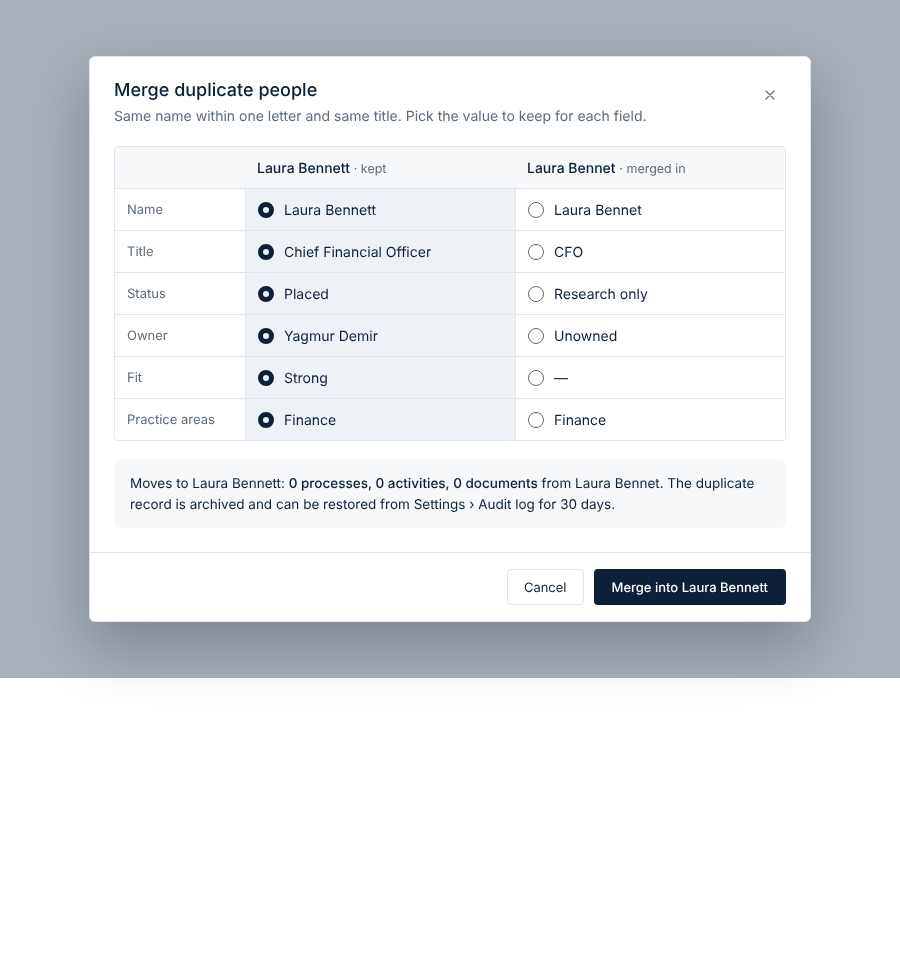 Merge duplicate people
Same name within one letter and same title. Pick the value to keep for each field.
Laura Bennett · kept
Laura Bennet · merged in
Name
Laura Bennett
Laura Bennet
Title
Chief Financial Officer
CFO
Status
Placed
Research only
Owner
Yagmur Demir
Unowned
Fit
Strong
—
Practice areas
Finance
Finance
Moves to Laura Bennett: 0 processes, 0 activities, 0 documents from Laura Bennet. The duplicate
record is archived and can be restored from Settings › Audit log for 30 days.
Cancel
Merge into Laura Bennett